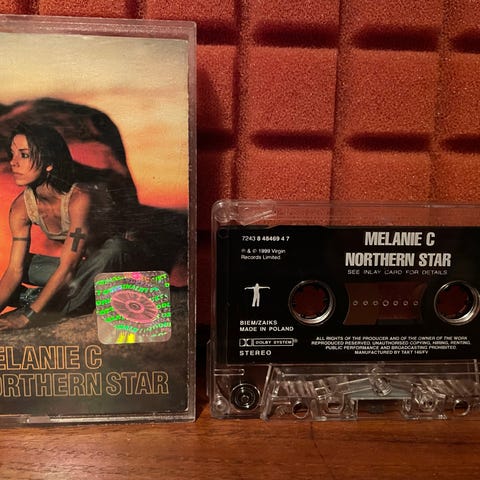 MELANIE C
NORTHERN STAR
7243 8 48469 4 7
℗ & © 1999 Virgin
Records Limited.
MELANIE C
NORTHERN STAR
SEE INLAY CARD FOR DETAILS
BIEM/ZAIKS
MADE IN POLAND
DOLBY SYSTEM
STEREO
ALL RIGHTS OF THE PRODUCER AND OF THE OWNER OF THE WORK
REPRODUCED RESERVED. UNAUTHORISED COPYING, HIRING, RENTING,
PUBLIC PERFORMANCE AND BROADCASTING PROHIBITED.
MANUFACTURED BY TAKT 140/FV